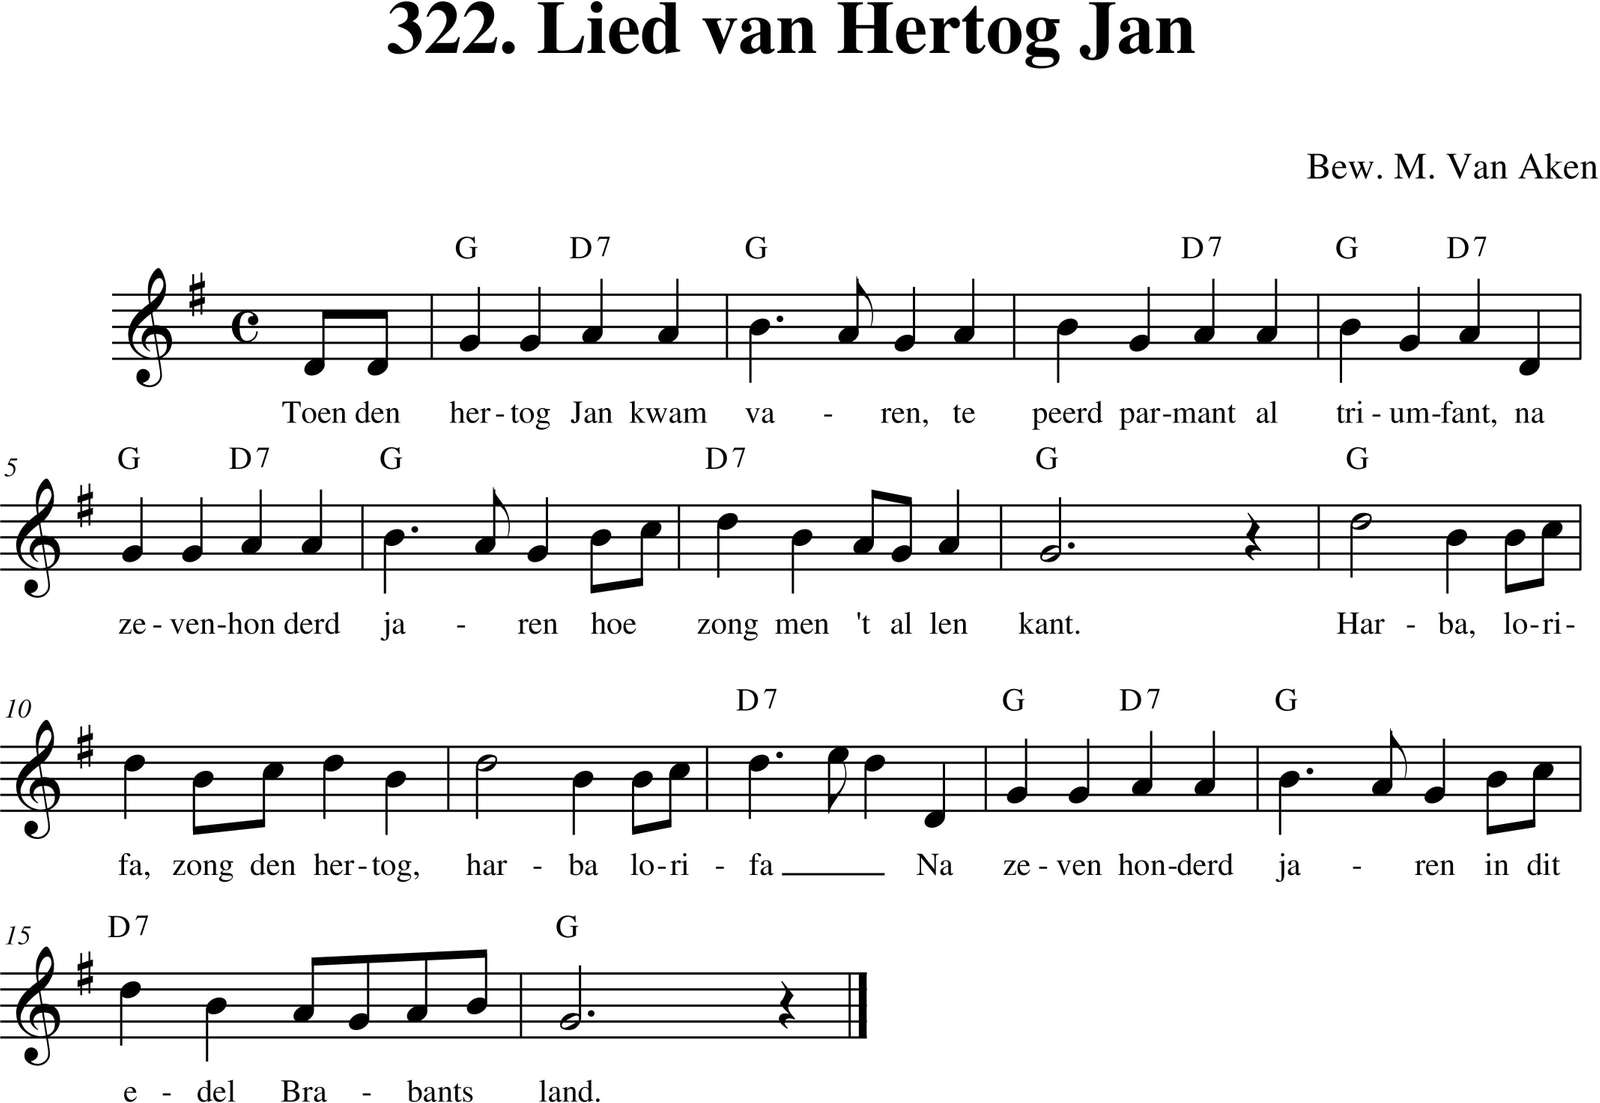 322. Lied van Hertog Jan
Bew. M. Van Aken
G D7 G D7 G D7
Toen den her - tog Jan kwam va - ren, te peerd par-mant al tri - um-fant, na
5 G D7 G D7 G G
ze - ven-hon derd ja - ren hoe zong men 't al len kant. Har - ba, lo-ri-
10 D7 G D7 G
fa, zong den her-tog, har - ba lo-ri - fa Na ze - ven hon-derd ja - ren in dit
15 D7 G
e - del Bra - bants land.